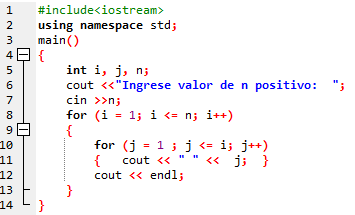 1 #include<iostream>
2 using namespace std;
3 main()
4 {
5 int i, j, n;
6 cout <<"Ingrese valor de n positivo:  ";
7 cin >>n;
8 for (i = 1; i <= n; i++)
9 {
10 for (j = 1 ; j <= i; j++)
11 {  cout << " " <<  j;  }
12 cout << endl;
13 }
14 }